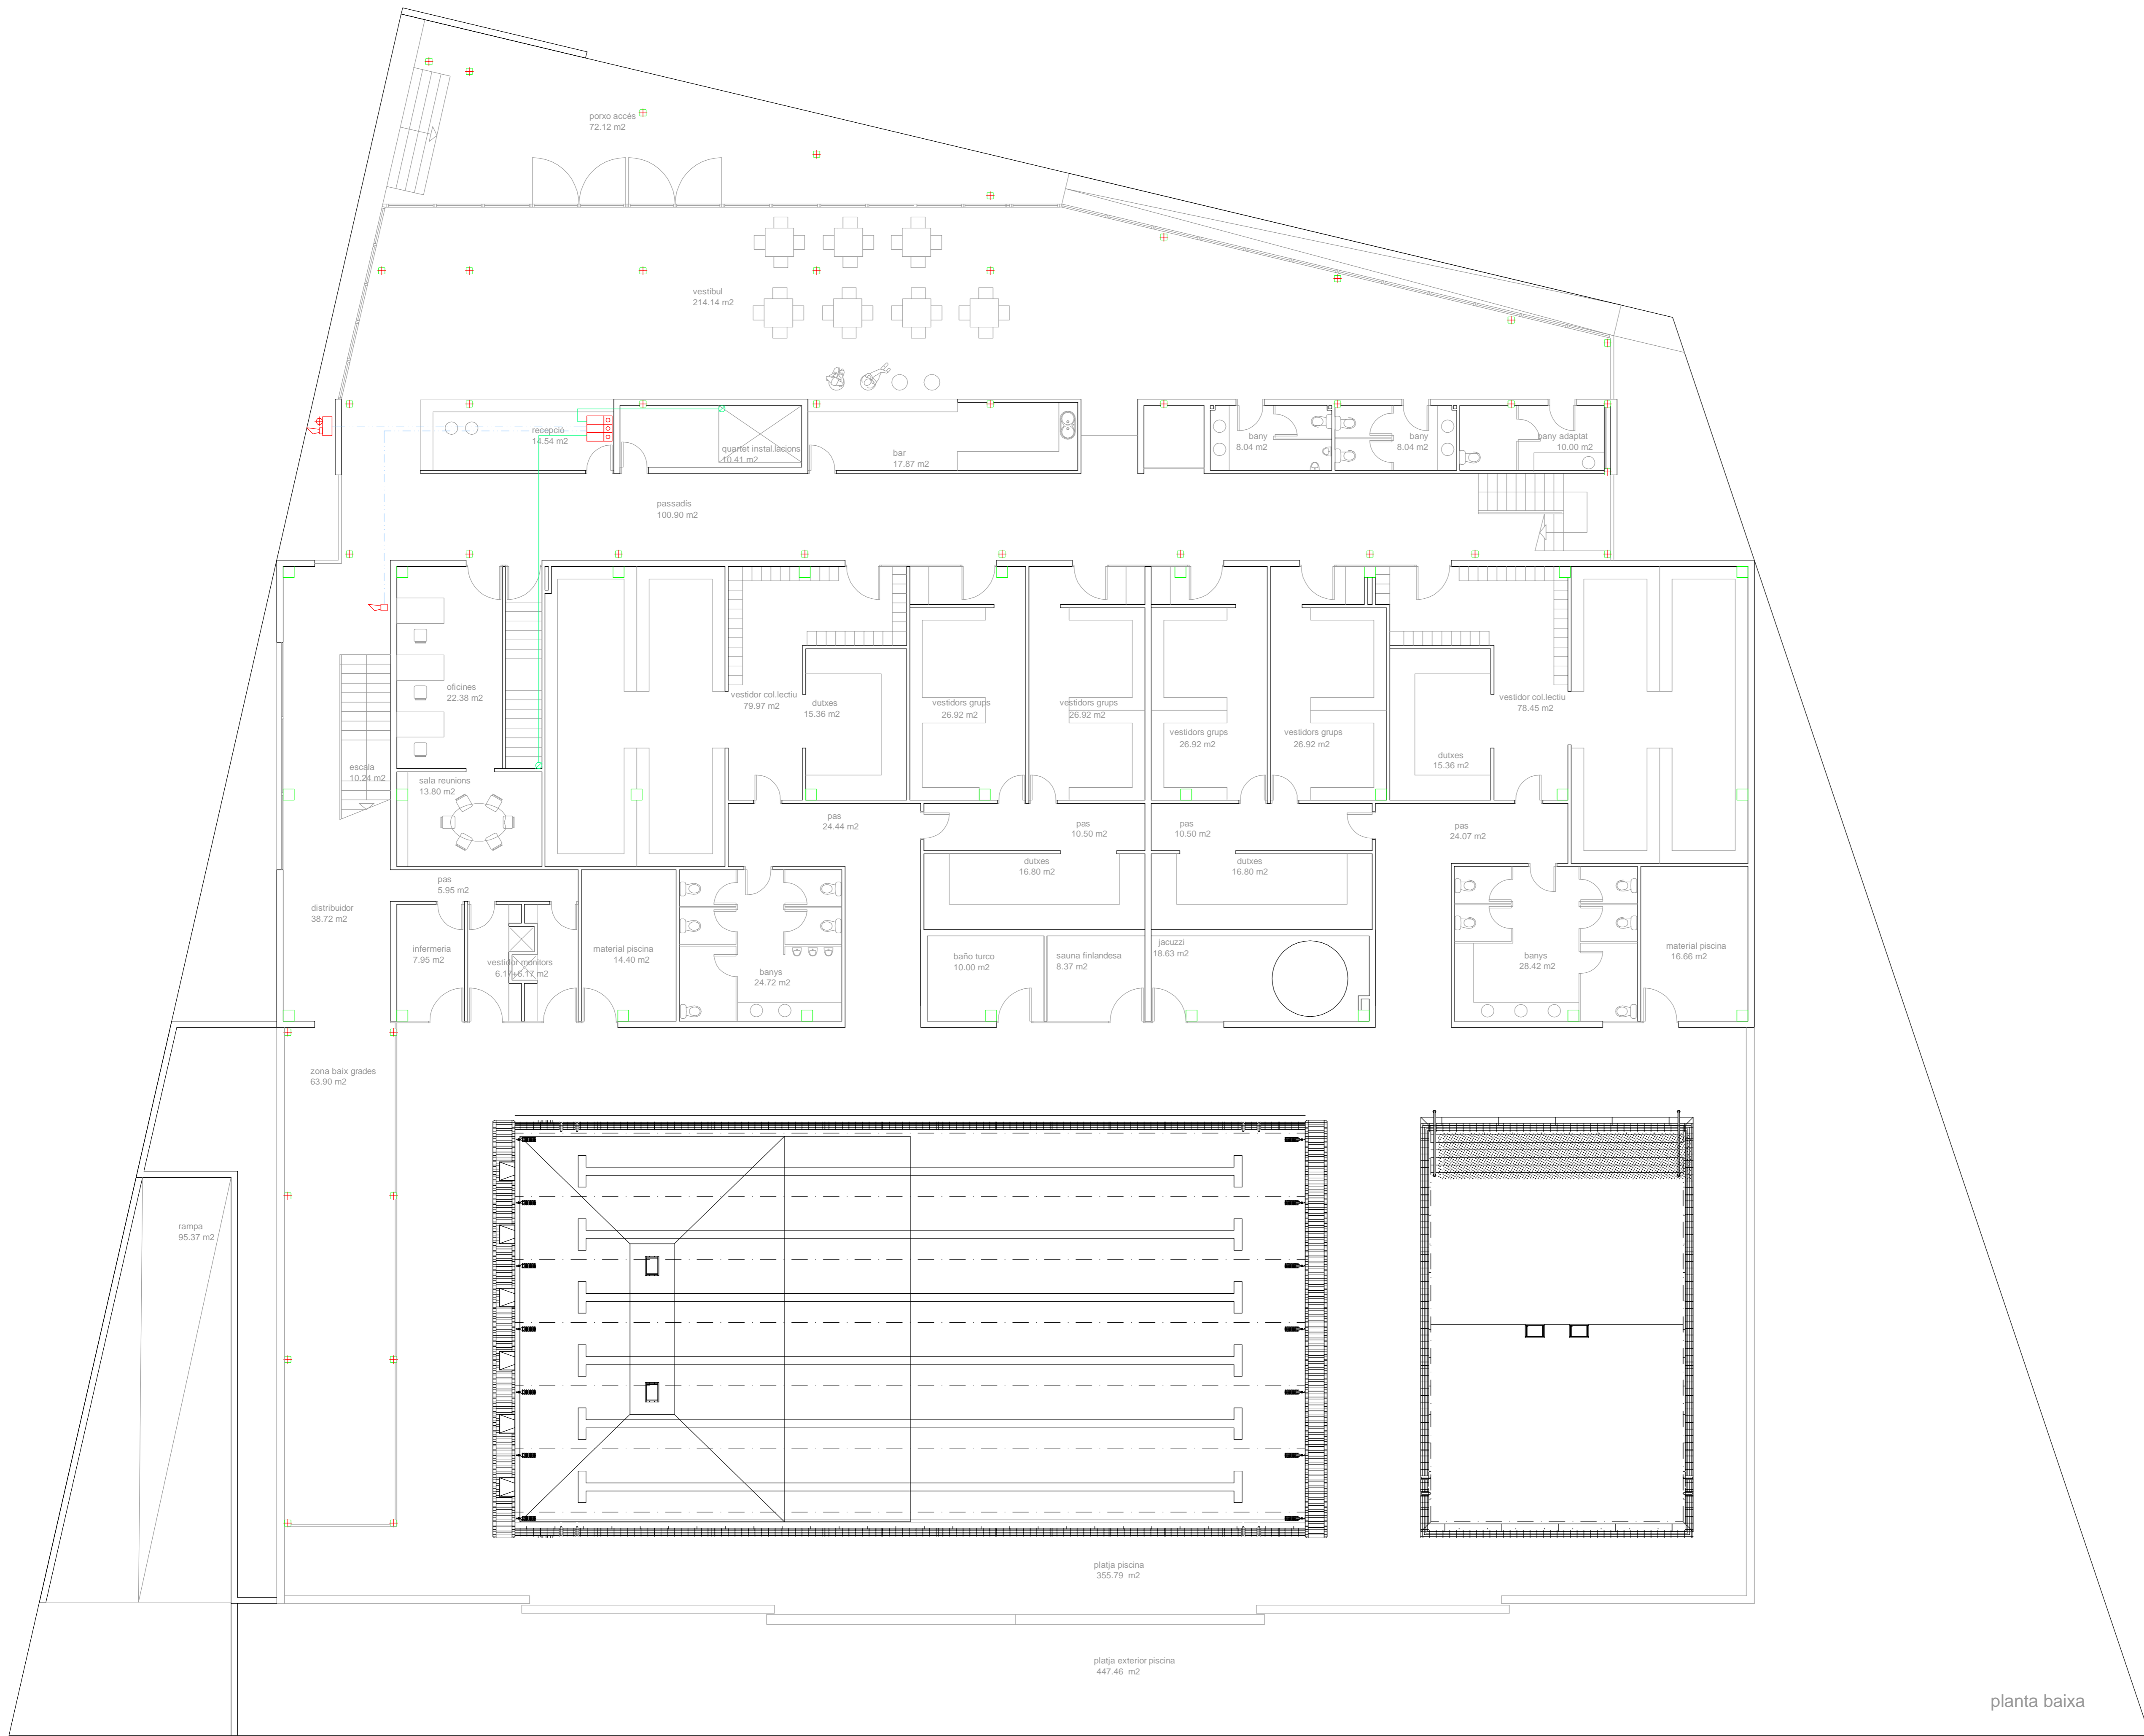 porxo accés
72.12 m2
vestíbul
214.14 m2
recepció
14.54 m2
quartet instal.lacions
10.41 m2
bar
17.87 m2
bany
8.04 m2
bany
8.04 m2
bany adaptat
10.00 m2
passadís
100.90 m2
oficines
22.38 m2
vestidor col.lectiu
79.97 m2
dutxes
15.36 m2
vestidors grups
26.92 m2
vestidors grups
26.92 m2
vestidors grups
26.92 m2
vestidors grups
26.92 m2
vestidor col.lectiu
78.45 m2
dutxes
15.36 m2
escala
10.24 m2
sala reunions
13.80 m2
pas
24.44 m2
pas
10.50 m2
pas
10.50 m2
pas
24.07 m2
dutxes
16.80 m2
dutxes
16.80 m2
pas
5.95 m2
distribuidor
38.72 m2
infermeria
7.95 m2
vestidor monitors
6.17+6.17 m2
material piscina
14.40 m2
banys
24.72 m2
baño turco
10.00 m2
sauna finlandesa
8.37 m2
jacuzzi
18.63 m2
banys
28.42 m2
material piscina
16.66 m2
zona baix grades
63.90 m2
rampa
95.37 m2
platja piscina
355.79 m2
platja exterior piscina
447.46 m2
planta baixa